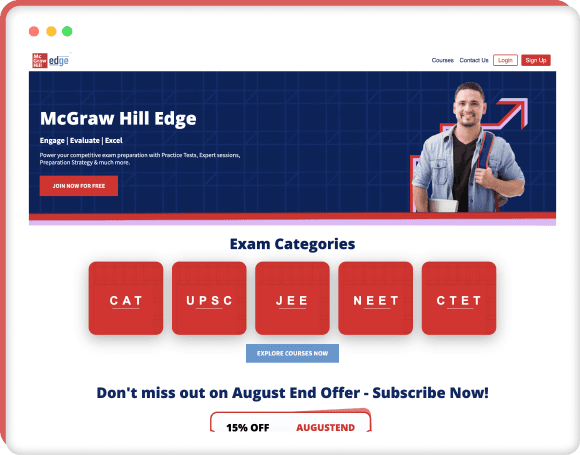 Mc
Graw
Hill
edge
Courses
Contact Us
Login
Sign Up
McGraw Hill Edge
Engage | Evaluate | Excel
Power your competitive exam preparation with Practice Tests, Expert sessions,
Preparation Strategy & much more.
JOIN NOW FOR FREE
Exam Categories
CAT
UPSC
JEE
NEET
CTET
EXPLORE COURSES NOW
Don't miss out on August End Offer - Subscribe Now!
15% OFF
AUGUSTEND